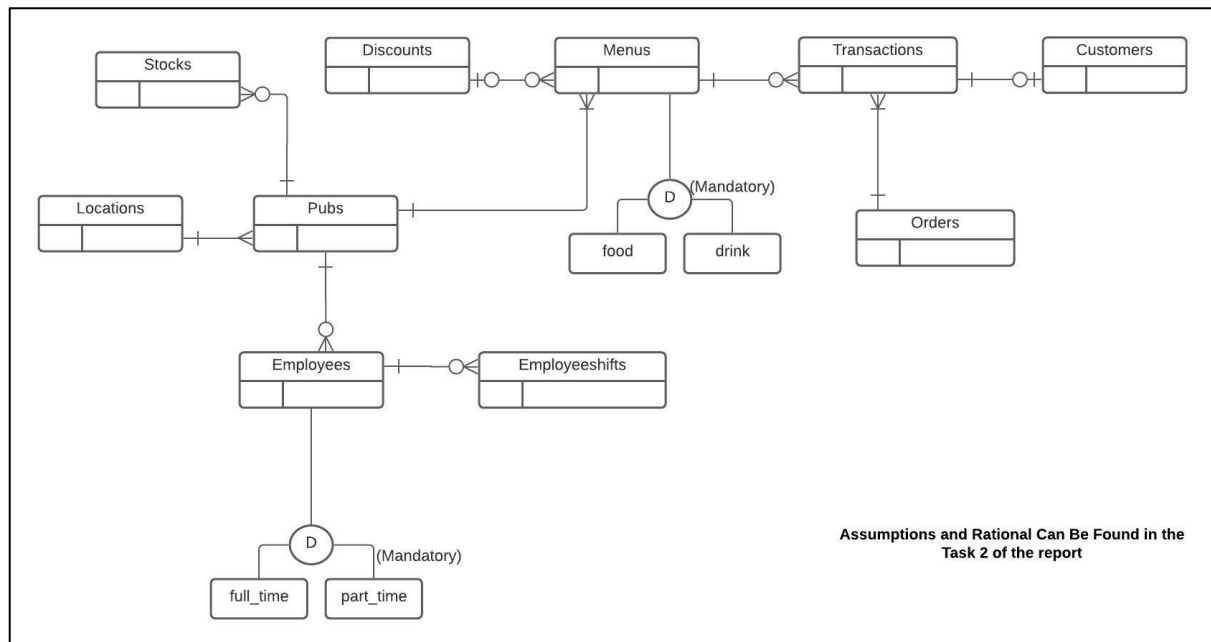 Discounts
Menus
Transactions
Customers
Stocks
(Mandatory)
D
Locations
Pubs
Orders
food
drink
Employees
Employeeshifts
Assumptions and Rational Can Be Found in the
Task 2 of the report
D
(Mandatory)
full_time
part_time